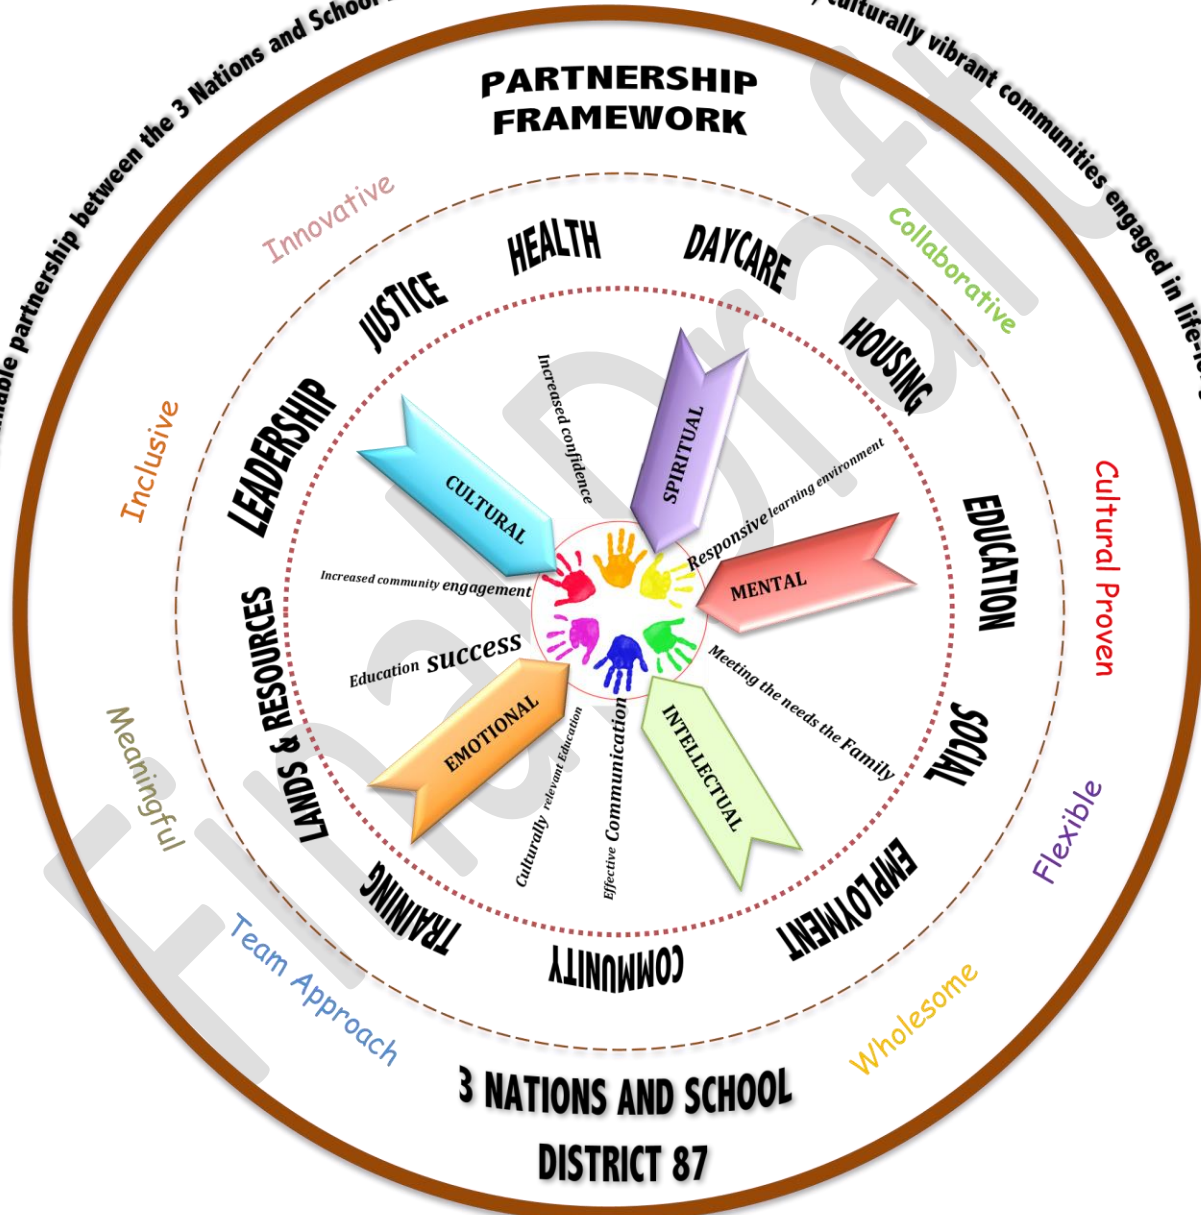 partnership between the 3 Nations and School
culturally vibrant communities engaged in
PARTNERSHIP
FRAMEWORK
Innovative
Collaborative
Cultural Proven
Flexible
Wholesome
Team Approach
Meaningful
Inclusive
HEALTH
DAYCARE
HOUSING
EDUCATION
SOCIAL
EMPLOYMENT
COMMUNITY
TRAINING
LANDS & RESOURCES
LEADERSHIP
JUSTICE
SPIRITUAL
MENTAL
INTELLECTUAL
EMOTIONAL
CULTURAL
Increased confidence
Responsive learning environment
Meeting the needs the Family
Effective Communication
Culturally relevant Education
Education success
Increased community engagement
3 NATIONS AND SCHOOL
DISTRICT 87
Final Draft